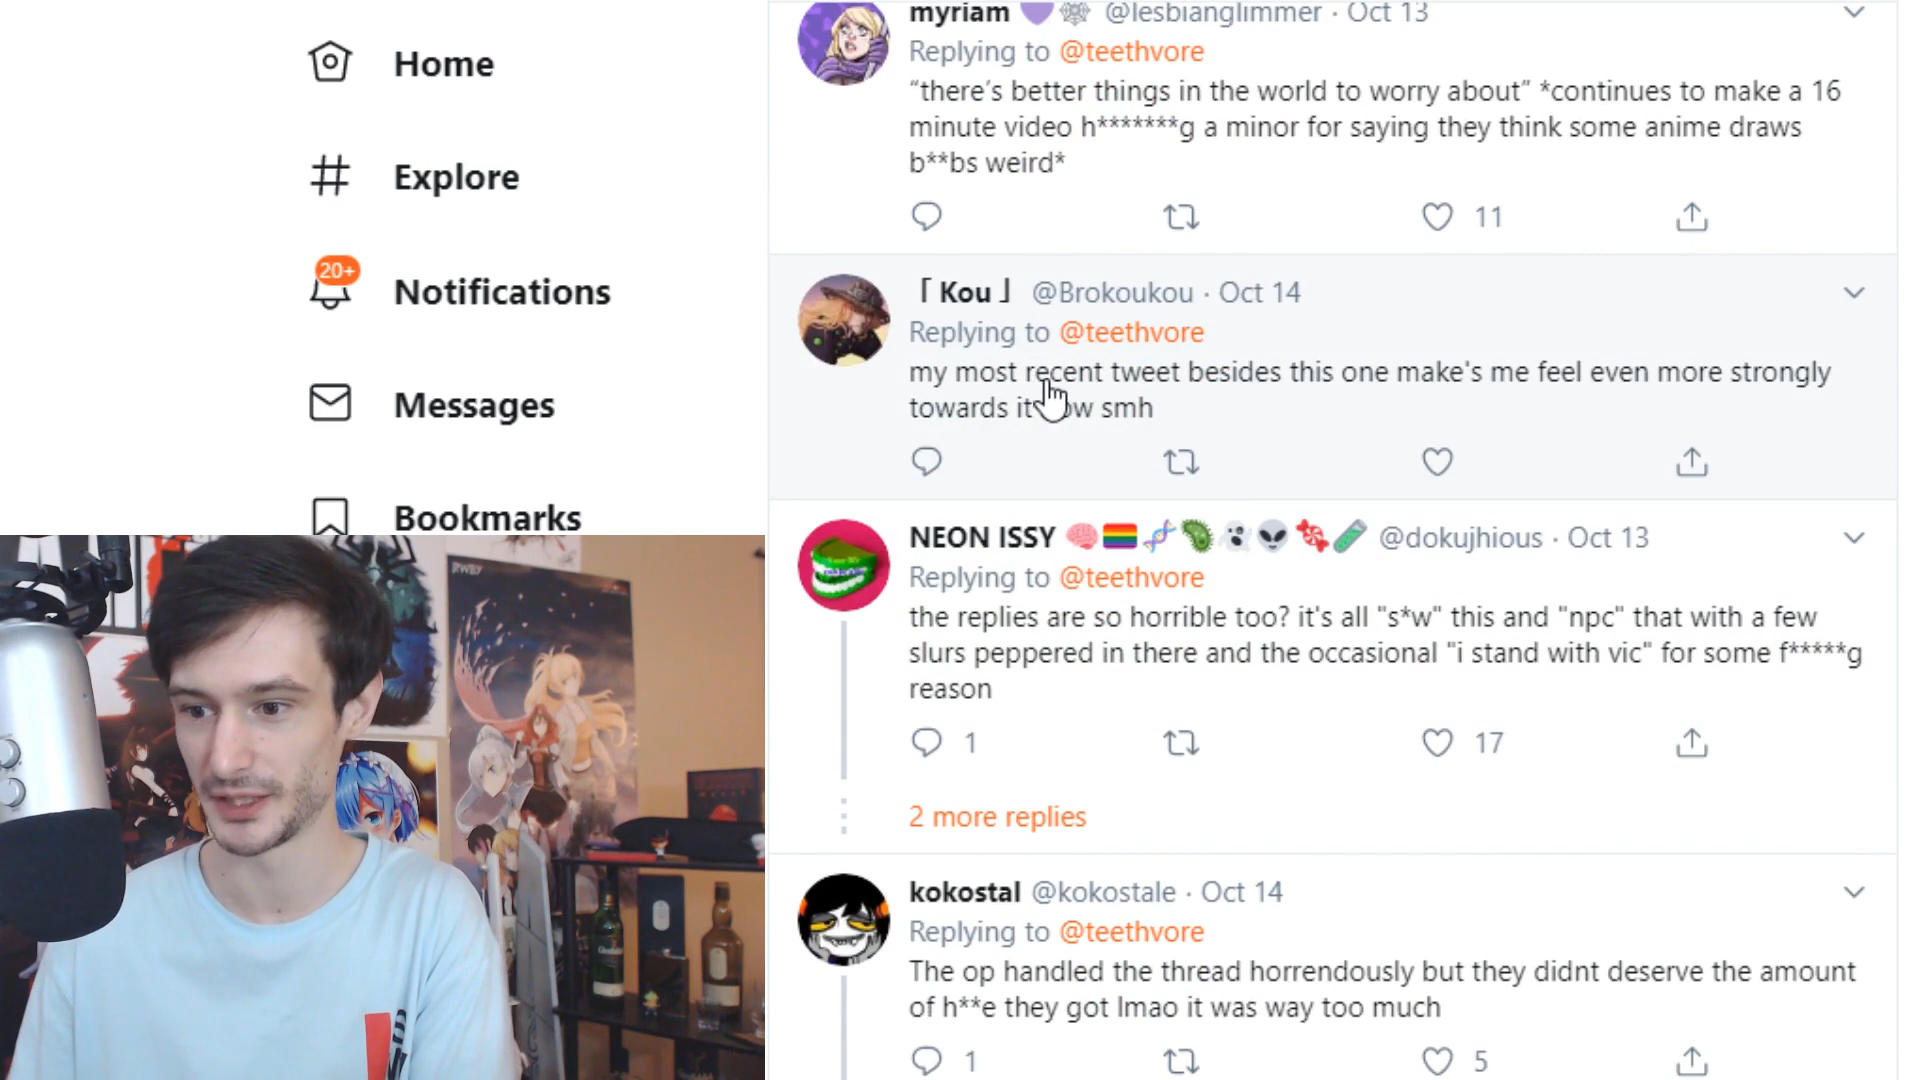 Home
Explore
20+
Notifications
Messages
Bookmarks
RWBY
myriam 💜🕸 @lesbianglimmer · Oct 13
Replying to @teethvore
“there’s better things in the world to worry about” *continues to make a 16
minute video h*******g a minor for saying they think some anime draws
b**bs weird*
11
「 Kou 」 @Brokoukou · Oct 14
Replying to @teethvore
my most recent tweet besides this one make's me feel even more strongly
towards it smh
NEON ISSY 🧠🏳️‍🌈🧬🦠👻👽🍬🧪 @dokujhious · Oct 13
Replying to @teethvore
the replies are so horrible too? it's all "s*w" this and "npc" that with a few
slurs peppered in there and the occasional "i stand with vic" for some f*****g
reason
1 17
2 more replies
kokostal @kokostale · Oct 14
Replying to @teethvore
The op handled the thread horrendously but they didnt deserve the amount
of h**e they got lmao it was way too much
1 5